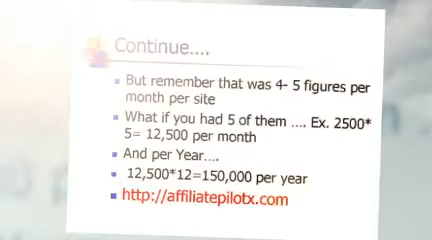 Continue....
But remember that was 4- 5 figures per
month per site
What if you had 5 of them .... Ex. 2500*
5= 12,500 per month
And per Year....
12,500*12=150,000 per year
http://affiliatepilotx.com